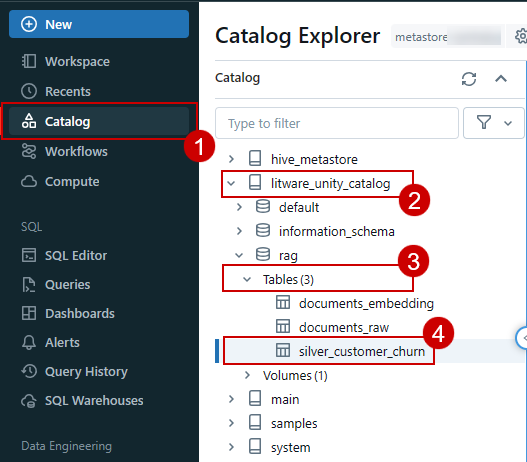 New
Workspace
Recents
Catalog
1
Workflows
Compute
SQL
SQL Editor
Queries
Dashboards
Alerts
Query History
SQL Warehouses
Data Engineering
Catalog Explorer
metastore
Catalog
Type to filter
hive_metastore
litware_unity_catalog
2
default
information_schema
rag
3
Tables (3)
documents_embedding
documents_raw
4
silver_customer_churn
Volumes (1)
main
samples
system